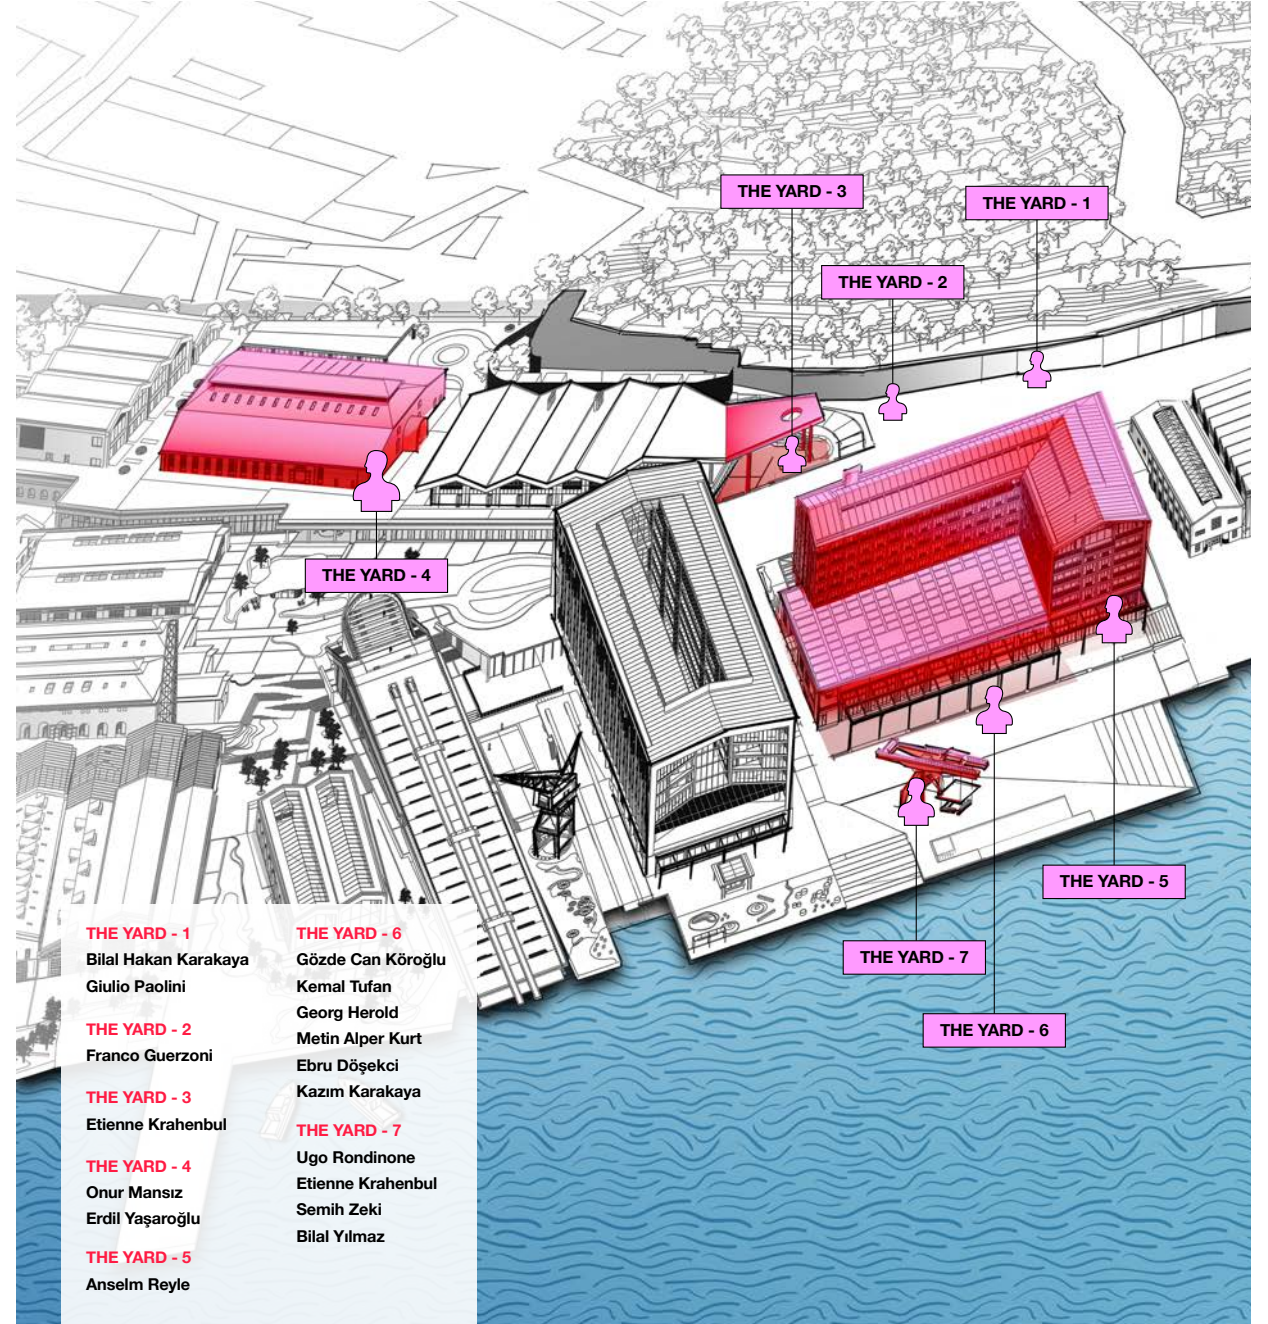 THE YARD - 3
THE YARD - 1
THE YARD - 2
THE YARD - 4
THE YARD - 5
THE YARD - 7
THE YARD - 6
THE YARD - 1
Bilal Hakan Karakaya
Giulio Paolini
THE YARD - 2
Franco Guerzoni
THE YARD - 3
Etienne Krahenbul
THE YARD - 4
Onur Mansız
Erdil Yaşaroğlu
THE YARD - 5
Anselm Reyle
THE YARD - 6
Gözde Can Köroğlu
Kemal Tufan
Georg Herold
Metin Alper Kurt
Ebru Döşekci
Kazım Karakaya
THE YARD - 7
Ugo Rondinone
Etienne Krahenbul
Semih Zeki
Bilal Yılmaz